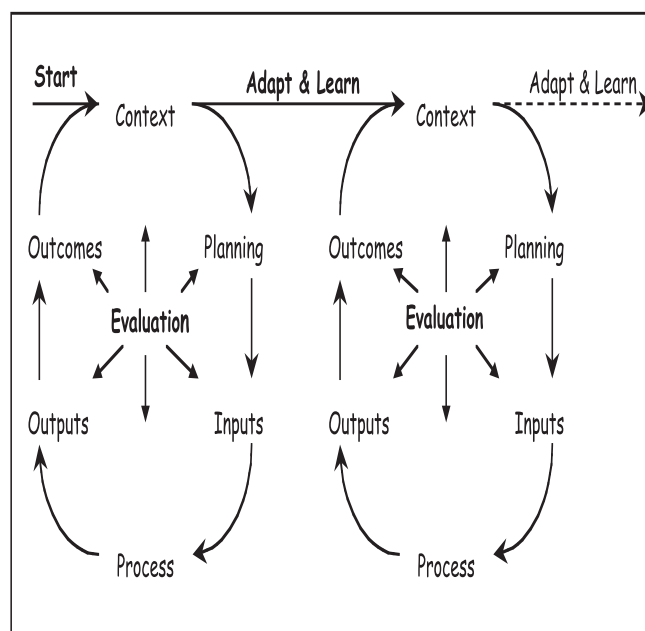 Start
Adapt & Learn
Adapt & Learn
Context
Context
Outcomes
Planning
Outcomes
Planning
Evaluation
Evaluation
Outputs
Inputs
Outputs
Inputs
Process
Process